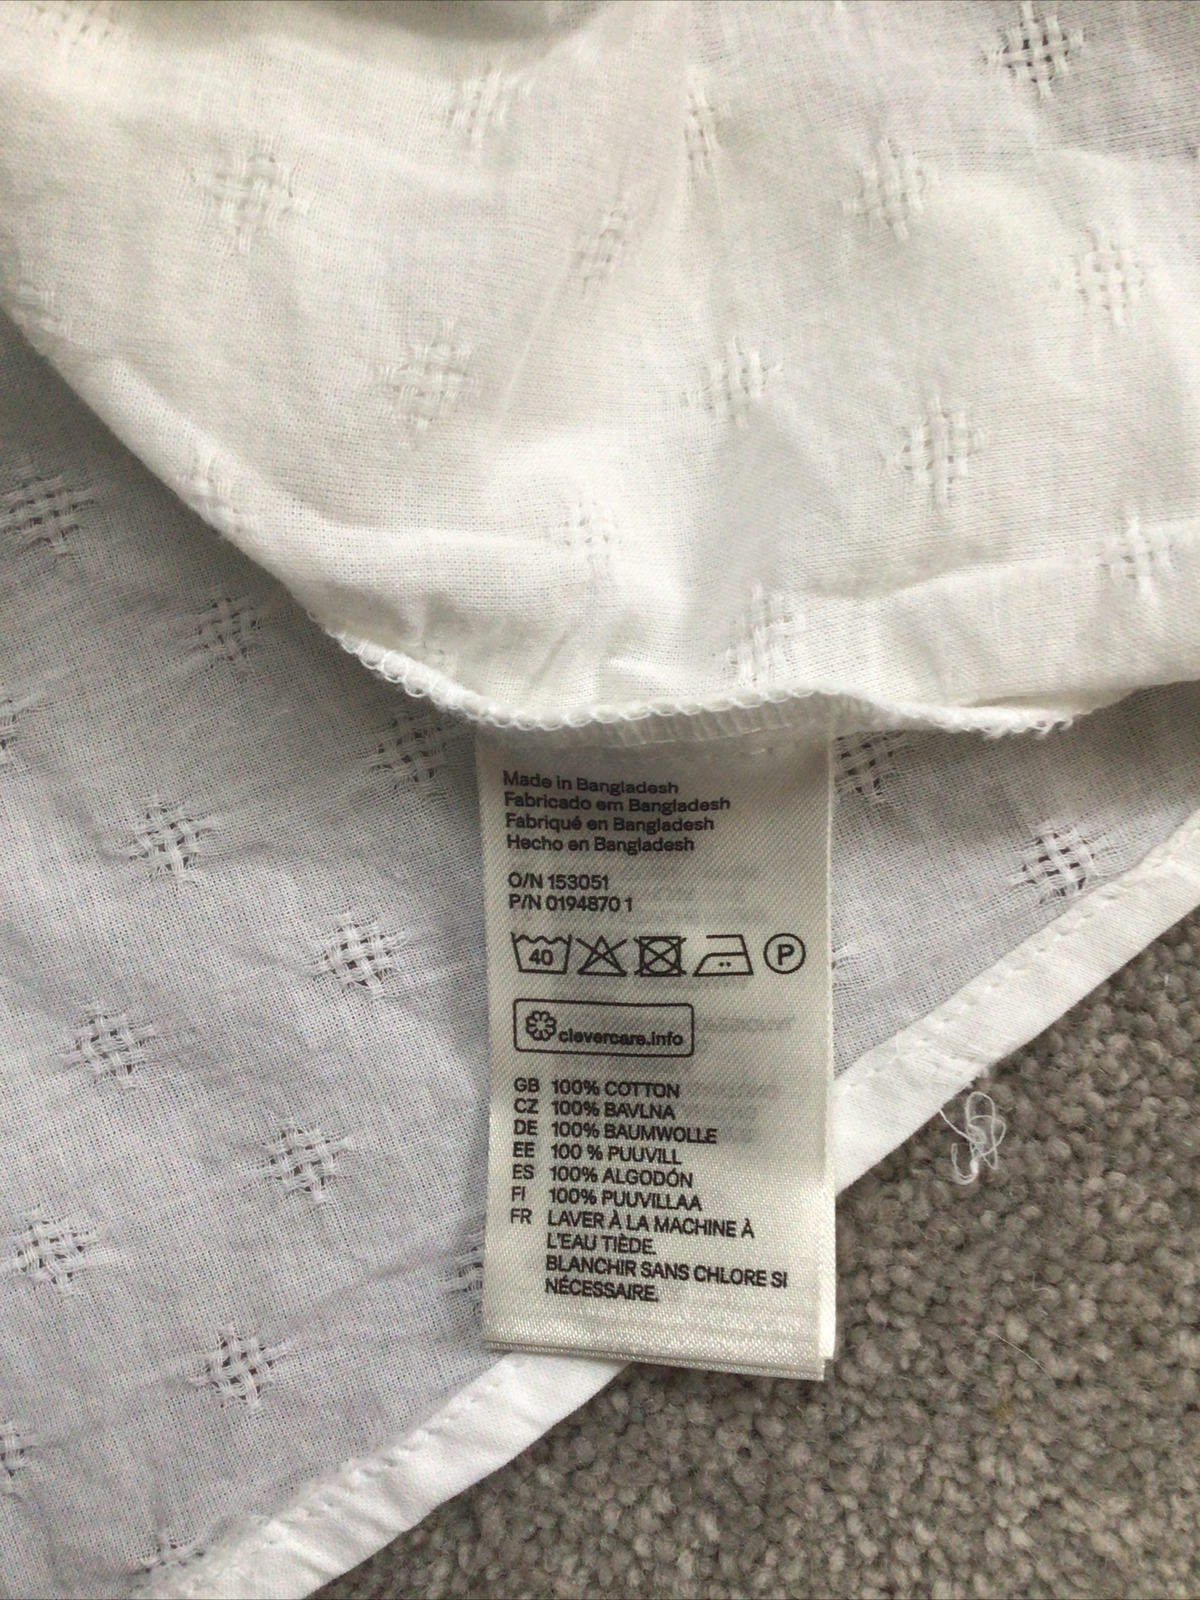 Made in Bangladesh
Fabricado em Bangladesh
Fabriqué en Bangladesh
Hecho en Bangladesh
O/N 153051
P/N 0194870 1
40 P
clevercare.info
GB 100% COTTON
CZ 100% BAVLNA
DE 100% BAUMWOLLE
EE 100 % PUUVILL
ES 100% ALGODÓN
FI 100% PUUVILLAA
FR LAVER À LA MACHINE À
L'EAU TIÈDE.
BLANCHIR SANS CHLORE SI
NÉCESSAIRE.